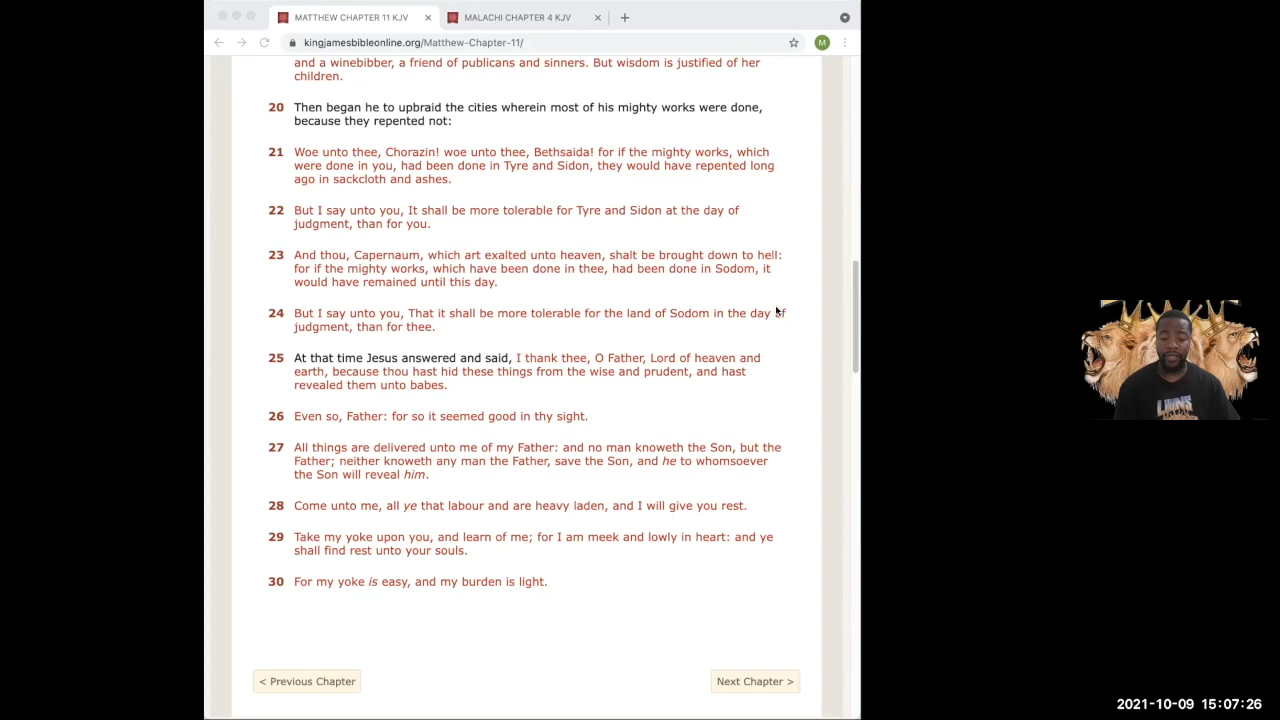 MATTHEW CHAPTER 11 KJV
MALACHI CHAPTER 4 KJV
kingjamesbibleonline.org/Matthew-Chapter-11/
M
and a winebibber, a friend of publicans and sinners. But wisdom is justified of her
children.
20 Then began he to upbraid the cities wherein most of his mighty works were done,
because they repented not:
21 Woe unto thee, Chorazin! woe unto thee, Bethsaida! for if the mighty works, which
were done in you, had been done in Tyre and Sidon, they would have repented long
ago in sackcloth and ashes.
22 But I say unto you, It shall be more tolerable for Tyre and Sidon at the day of
judgment, than for you.
23 And thou, Capernaum, which art exalted unto heaven, shalt be brought down to hell:
for if the mighty works, which have been done in thee, had been done in Sodom, it
would have remained until this day.
24 But I say unto you, That it shall be more tolerable for the land of Sodom in the day of
judgment, than for thee.
25 At that time Jesus answered and said, I thank thee, O Father, Lord of heaven and
earth, because thou hast hid these things from the wise and prudent, and hast
revealed them unto babes.
26 Even so, Father: for so it seemed good in thy sight.
27 All things are delivered unto me of my Father: and no man knoweth the Son, but the
Father; neither knoweth any man the Father, save the Son, and he to whomsoever
the Son will reveal him.
28 Come unto me, all ye that labour and are heavy laden, and I will give you rest.
29 Take my yoke upon you, and learn of me; for I am meek and lowly in heart: and ye
shall find rest unto your souls.
30 For my yoke is easy, and my burden is light.
< Previous Chapter
Next Chapter >
2021-10-09 15:07:26